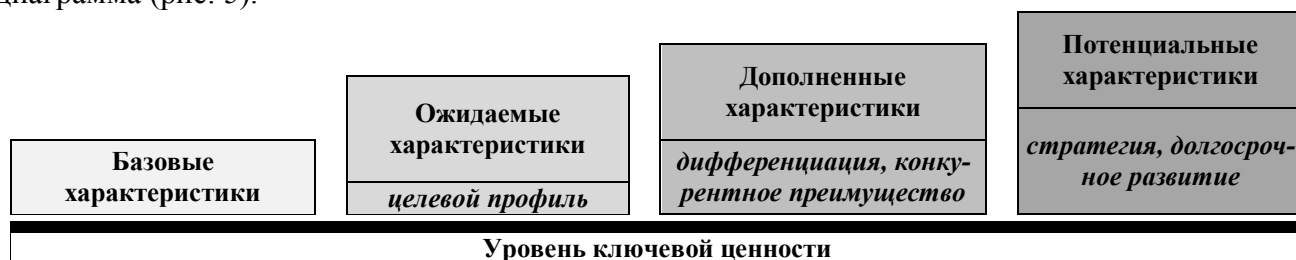 диаграмма (рис. 5).
Базовые
характеристики
Ожидаемые
характеристики
целевой профиль
Дополненные
характеристики
дифференциация, конку-
рентное преимущество
Потенциальные
характеристики
стратегия, долгосроч-
ное развитие
Уровень ключевой ценности